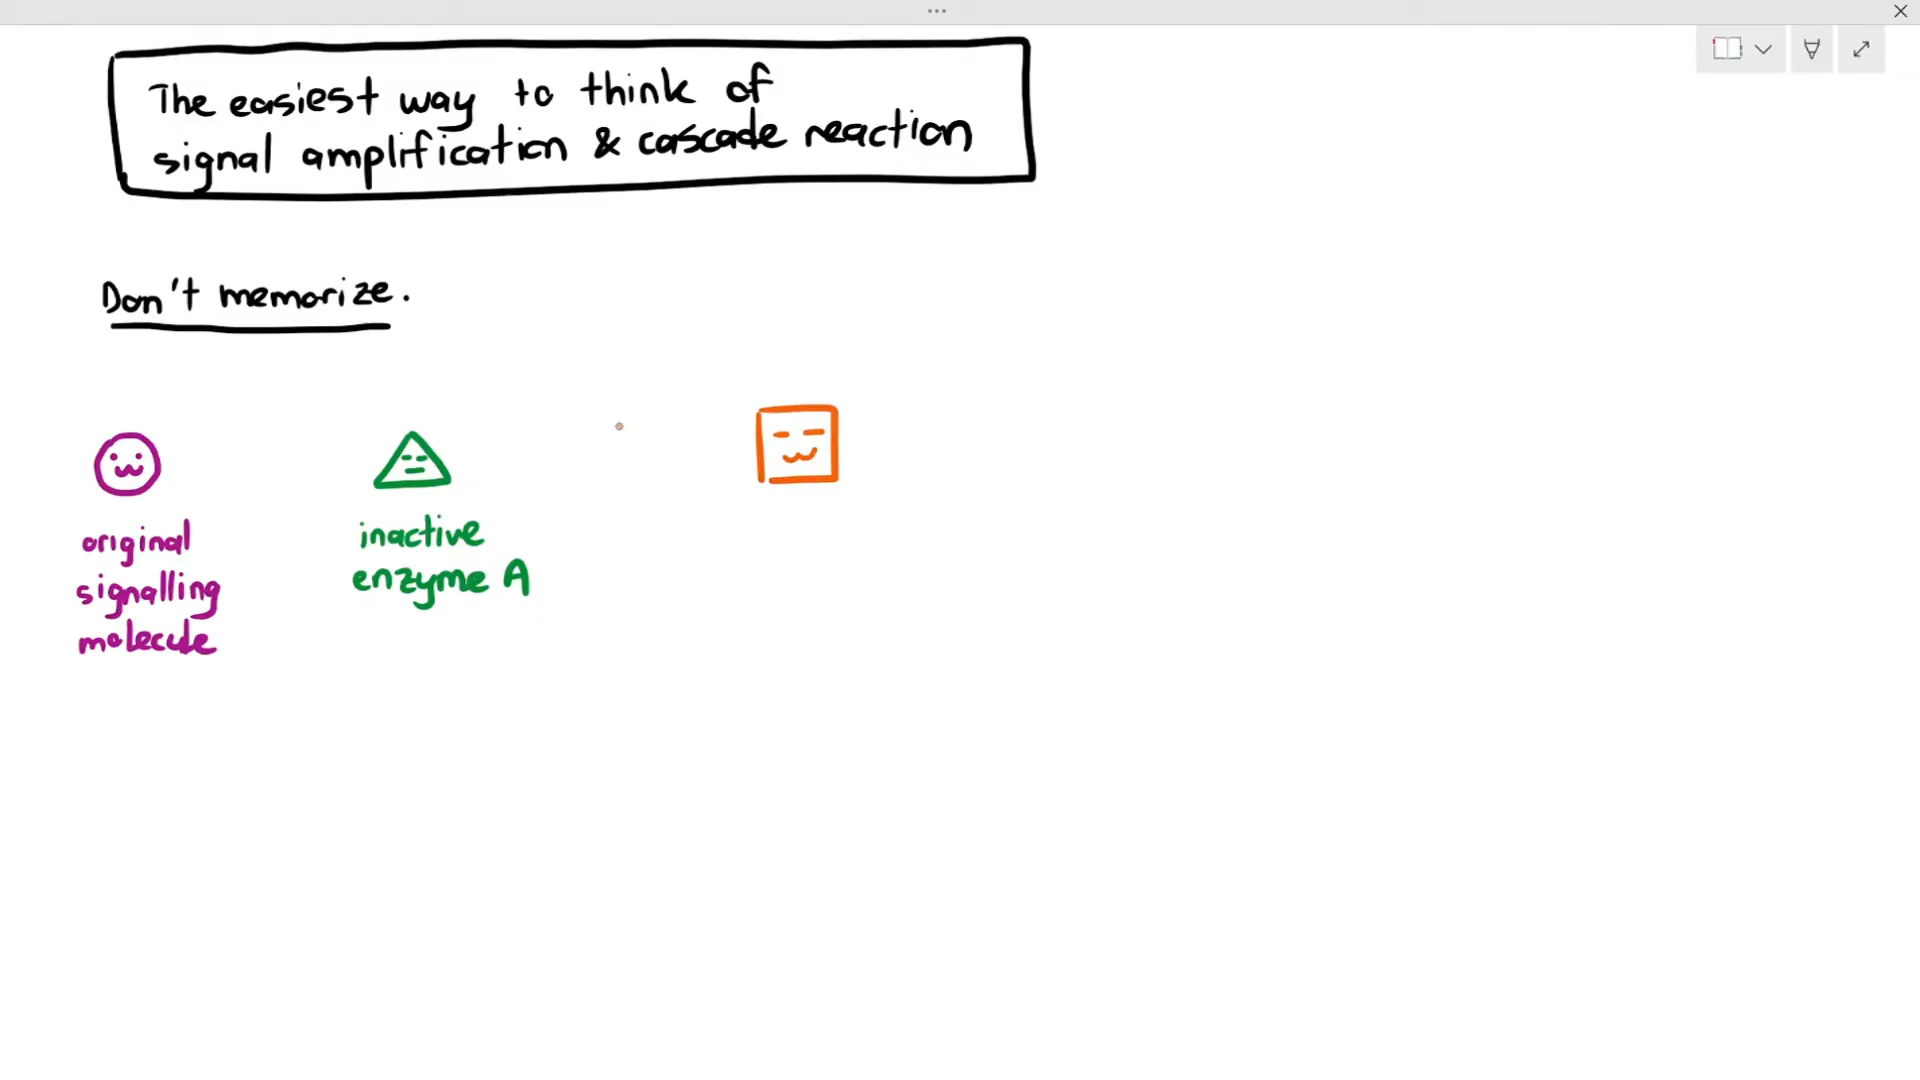 The easiest way to think of
signal amplification & cascade reaction
Don't memorize.
original
signalling
molecule
inactive
enzyme A